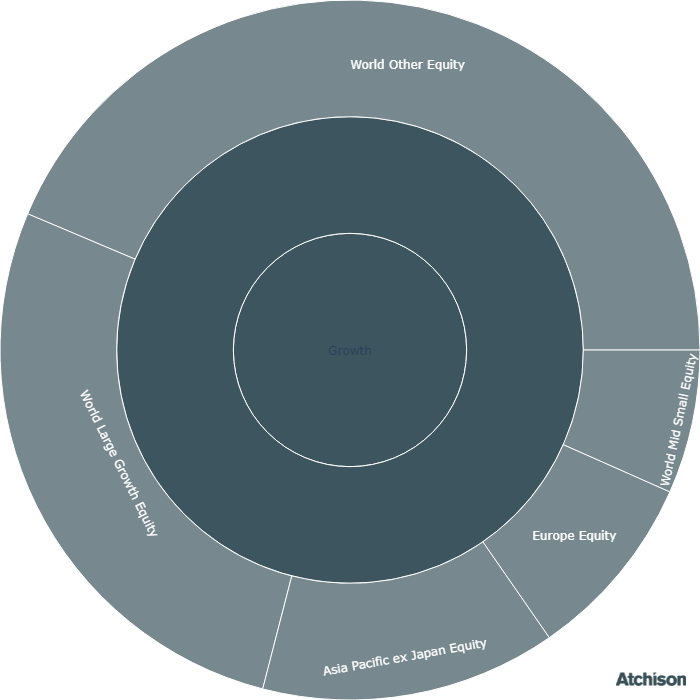 World Other Equity
Growth
World Mid Small Equity
World Large Growth Equity
Europe Equity
Asia Pacific ex Japan Equity
Atchison